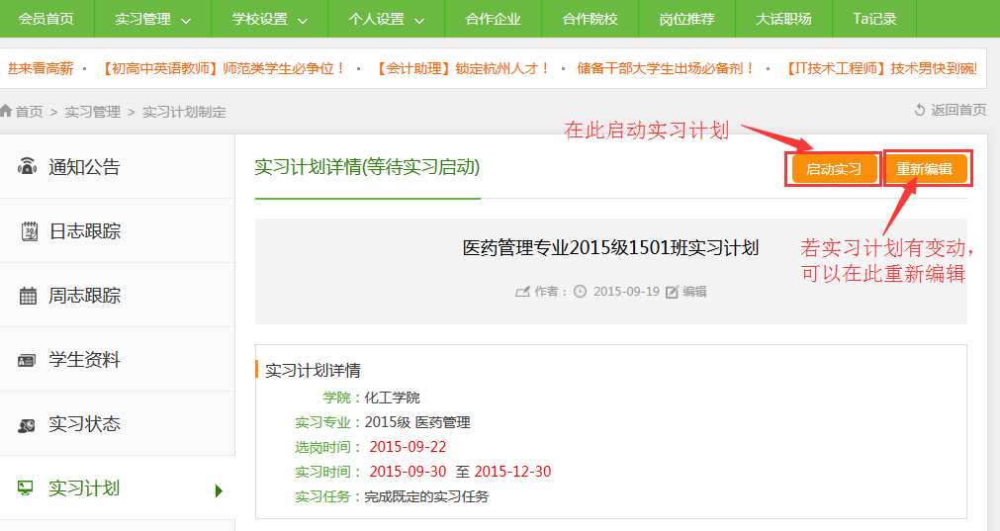 会员首页 实习管理 学校设置 个人设置 合作企业 合作院校 岗位推荐 大话职场 Ta记录
进来看高薪 · 【初高中英语教师】师范类学生必争位！ · 【会计助理】锁定杭州人才！ · 储备干部大学生出场必备剂！ · 【IT技术工程师】技术男快到碗
首页 > 实习管理 > 实习计划制定 返回首页
在此启动实习计划
通知公告
实习计划详情(等待实习启动) 启动实习 重新编辑
日志跟踪
医药管理专业2015级1501班实习计划
若实习计划有变动，
可以在此重新编辑
周志跟踪
作者： 2015-09-19 编辑
学生资料
实习计划详情
学院：化工学院
实习状态
实习专业：2015级 医药管理
选岗时间： 2015-09-22
实习时间： 2015-09-30 至 2015-12-30
实习计划
实习任务：完成既定的实习任务